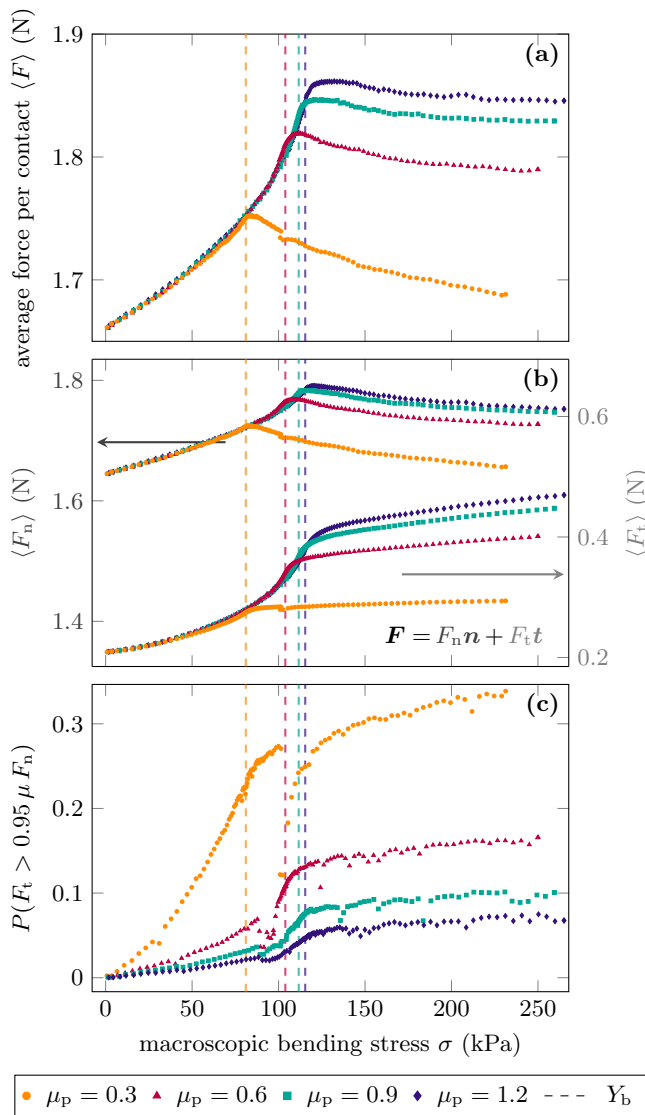 average force per contact ⟨F⟩ (N)
1.9
1.8
1.7
(a)
⟨Fₙ⟩ (N)
1.8
1.6
1.4
(b)
0.6
0.4
0.2
⟨Fₜ⟩ (N)
F = Fₙn + Fₜt
P(Fₜ > 0.95 μ Fₙ)
0.3
0.2
0.1
0
(c)
0 50 100 150 200 250
macroscopic bending stress σ (kPa)
μₚ = 0.3 μₚ = 0.6 μₚ = 0.9 μₚ = 1.2 Y_b